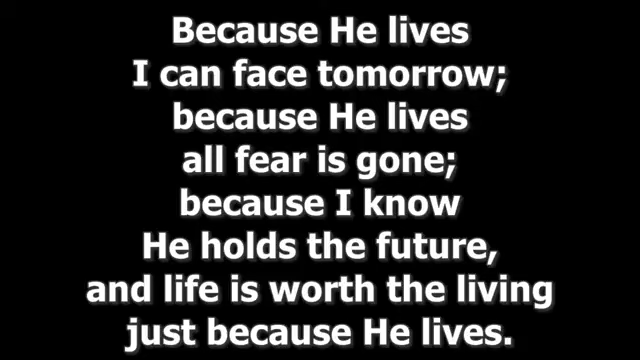 Because He lives
I can face tomorrow;
because He lives
all fear is gone;
because I know
He holds the future,
and life is worth the living
just because He lives.